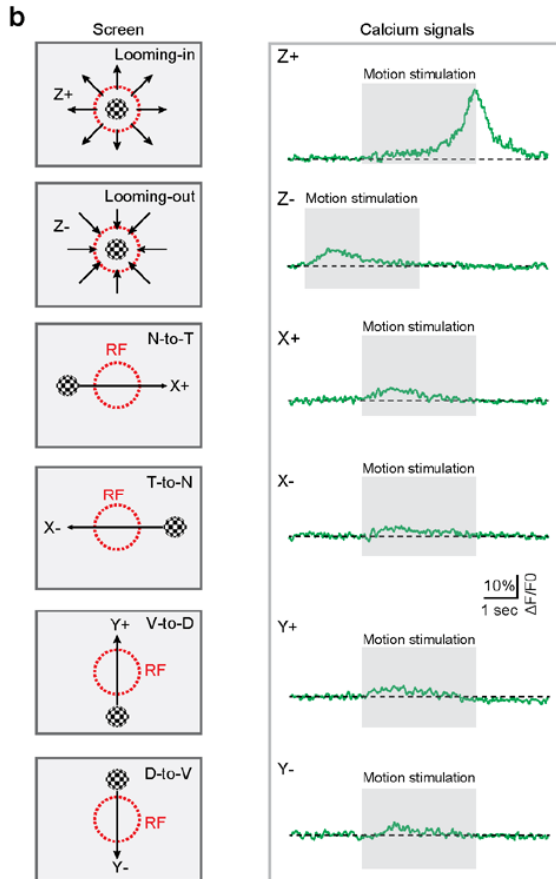 b
Screen
Calcium signals
Looming-in
Z+
Z+
Motion stimulation
Looming-out
Z-
Z-
Motion stimulation
N-to-T
RF
X+
X+
Motion stimulation
T-to-N
RF
X-
X-
Motion stimulation
10%
1 sec
ΔF/F0
Y+
V-to-D
RF
Y+
Motion stimulation
D-to-V
RF
Y-
Y-
Motion stimulation